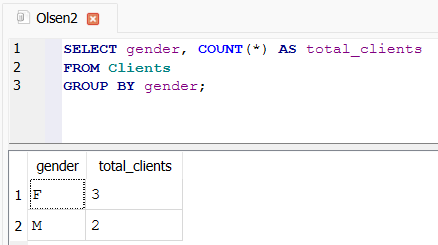 Olsen2
1 SELECT gender, COUNT(*) AS total_clients
2 FROM Clients
3 GROUP BY gender;
gender total_clients
1 F 3
2 M 2